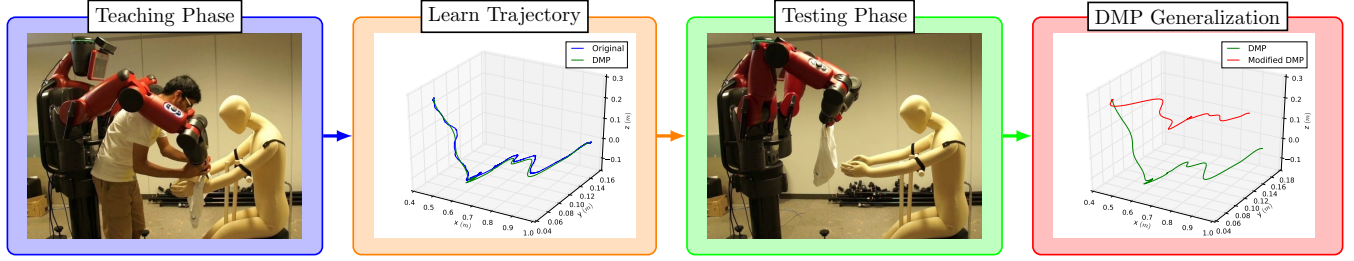 Teaching Phase
Learn Trajectory
Original
DMP
0.3
0.2
0.1
0.0
−0.1
z (m)
0.4
0.5
0.6
0.7
0.8
0.9
1.0
x (m)
0.04
0.06
0.08
0.10
0.12
0.14
0.16
y (m)
Testing Phase
DMP Generalization
DMP
Modified DMP
0.3
0.2
0.1
0.0
−0.1
z (m)
0.4
0.5
0.6
0.7
0.8
0.9
1.0
x (m)
0.04
0.06
0.08
0.10
0.12
0.14
0.16
0.18
y (m)